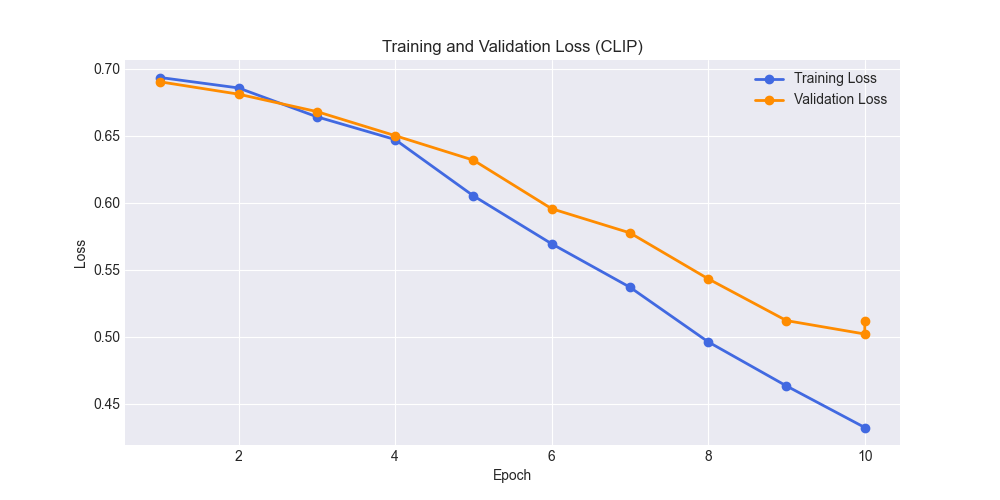 Training and Validation Loss (CLIP)
Training Loss
Validation Loss
0.70
0.65
0.60
0.55
0.50
0.45
Loss
2
4
6
8
10
Epoch